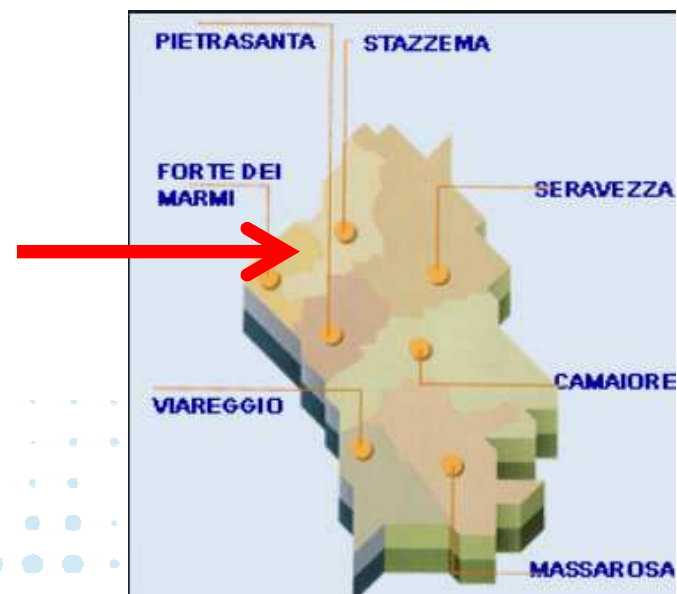 PIETRASANTA
STAZZEMA
FORTE DEI
MARMI
SERAVEZZA
CAMAIORE
VIAREGGIO
MASSAROSA